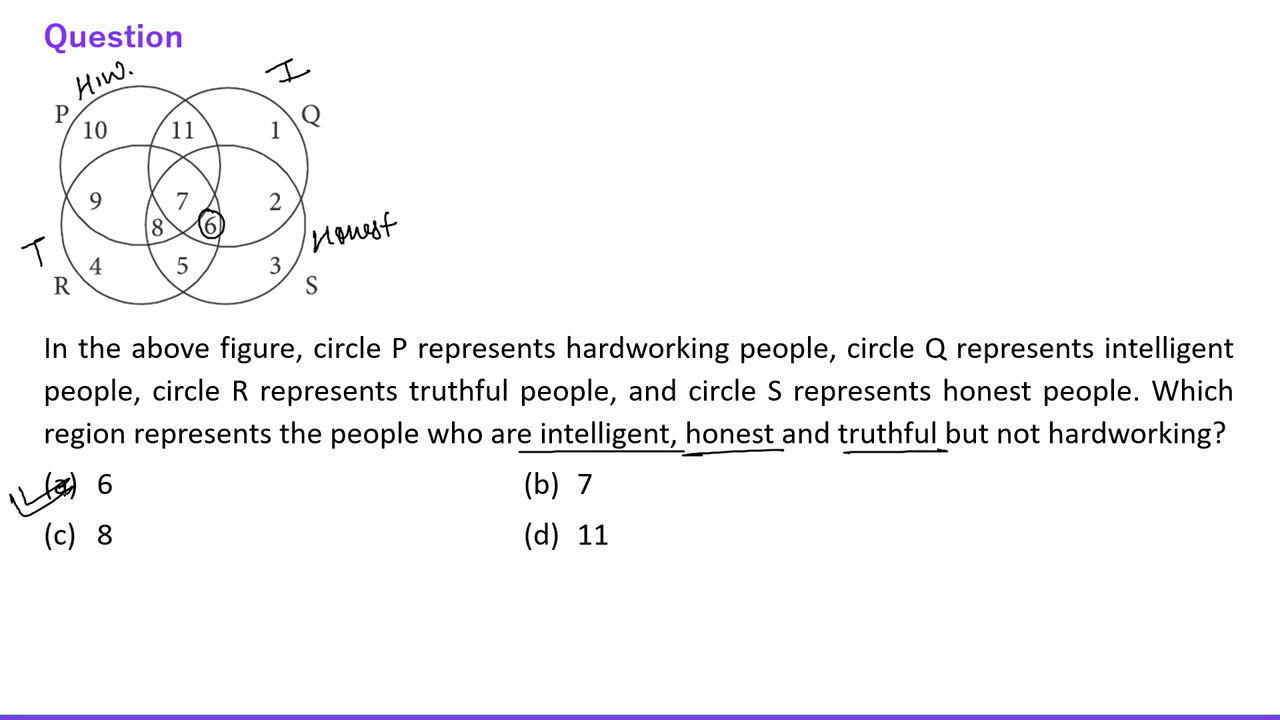 Question
H.W.
I
P
Q
10
11
1
9
7
2
8
6
Honest
T
4
5
3
R
S
In the above figure, circle P represents hardworking people, circle Q represents intelligent
people, circle R represents truthful people, and circle S represents honest people. Which
region represents the people who are intelligent, honest and truthful but not hardworking?
(a) 6
(b) 7
(c) 8
(d) 11